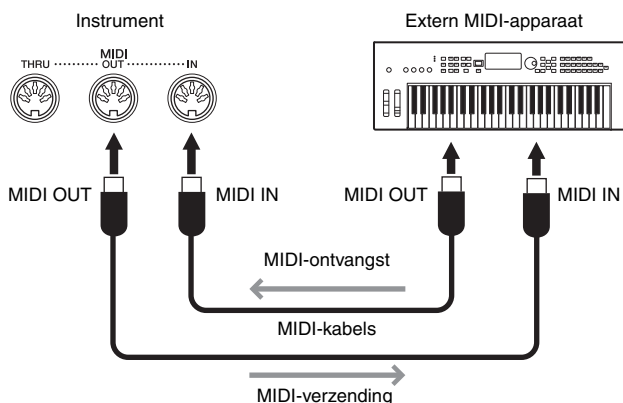 Instrument
Extern MIDI-apparaat
MIDI
THRU OUT IN
MIDI OUT
MIDI IN
MIDI OUT
MIDI IN
MIDI-ontvangst
MIDI-kabels
MIDI-verzending